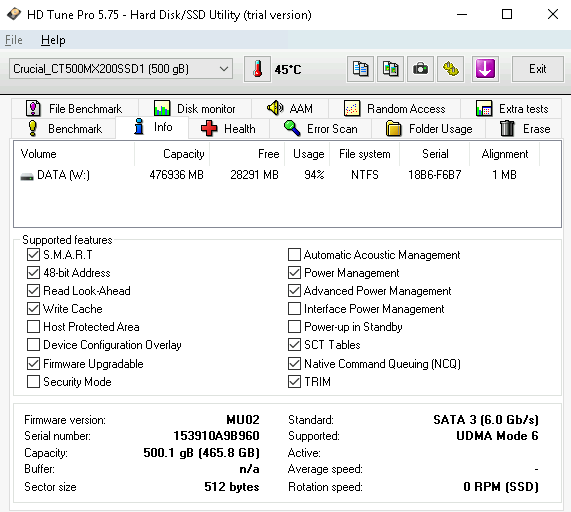 HD Tune Pro 5.75 - Hard Disk/SSD Utility (trial version)
File Help
Crucial_CT500MX200SSD1 (500 gB) 45°C Exit
File Benchmark Disk monitor AAM Random Access Extra tests
Benchmark Info Health Error Scan Folder Usage Erase
Volume Capacity Free Usage File system Serial Alignment
DATA (W:) 476936 MB 28291 MB 94% NTFS 18B6-F6B7 1 MB
Supported features
S.M.A.R.T Automatic Acoustic Management
48-bit Address Power Management
Read Look-Ahead Advanced Power Management
Write Cache Interface Power Management
Host Protected Area Power-up in Standby
Device Configuration Overlay SCT Tables
Firmware Upgradable Native Command Queuing (NCQ)
Security Mode TRIM
Firmware version: MU02 Standard: SATA 3 (6.0 Gb/s)
Serial number: 153910A9B960 Supported: UDMA Mode 6
Capacity: 500.1 gB (465.8 GB) Active:
Buffer: n/a Average speed: -
Sector size 512 bytes Rotation speed: 0 RPM (SSD)